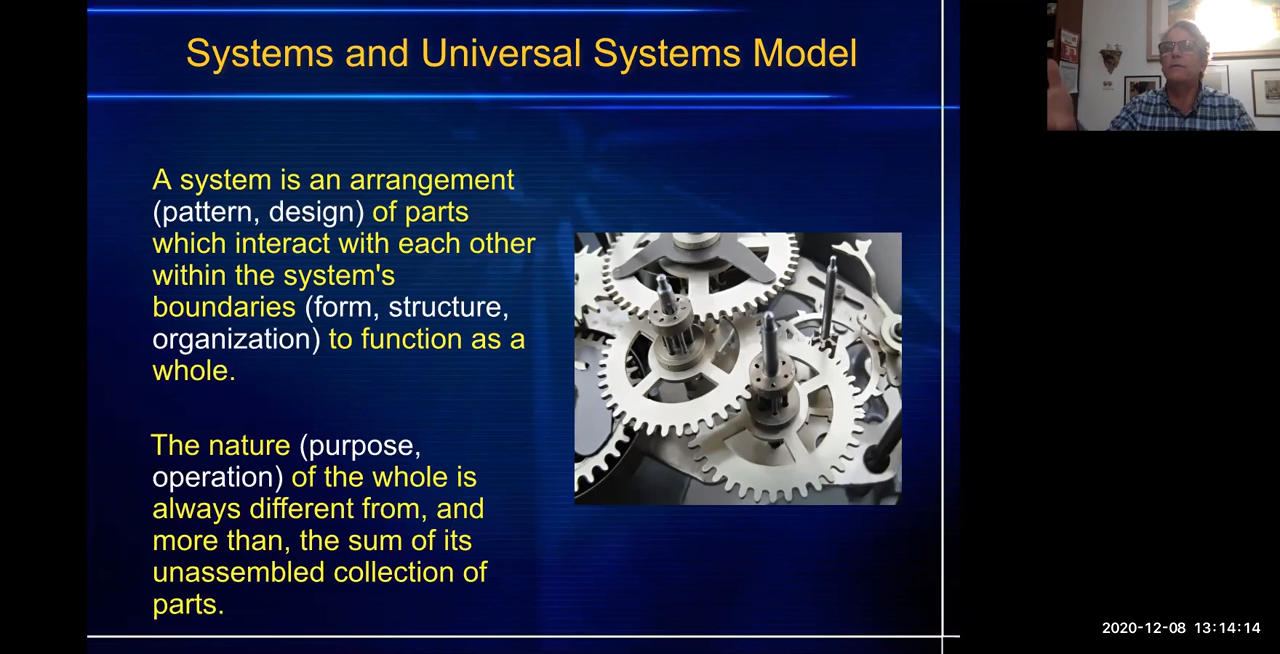 Systems and Universal Systems Model
A system is an arrangement
(pattern, design) of parts
which interact with each other
within the system's
boundaries (form, structure,
organization) to function as a
whole.
The nature (purpose,
operation) of the whole is
always different from, and
more than, the sum of its
unassembled collection of
parts.
2020-12-08 13:14:14